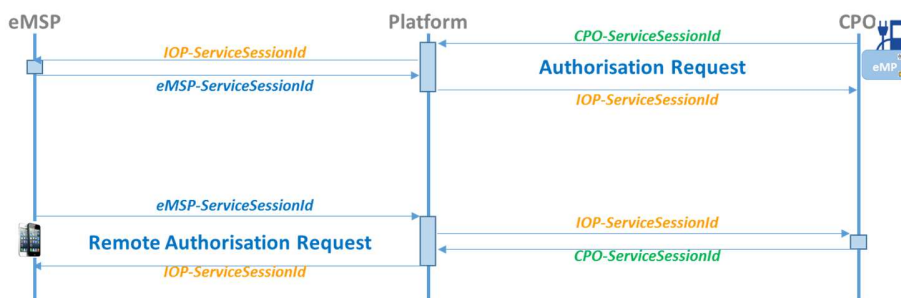 eMSP
Platform
CPO
CPO-ServiceSessionId
IOP-ServiceSessionId
Authorisation Request
eMP
eMSP-ServiceSessionId
IOP-ServiceSessionId
eMSP-ServiceSessionId
IOP-ServiceSessionId
Remote Authorisation Request
CPO-ServiceSessionId
IOP-ServiceSessionId